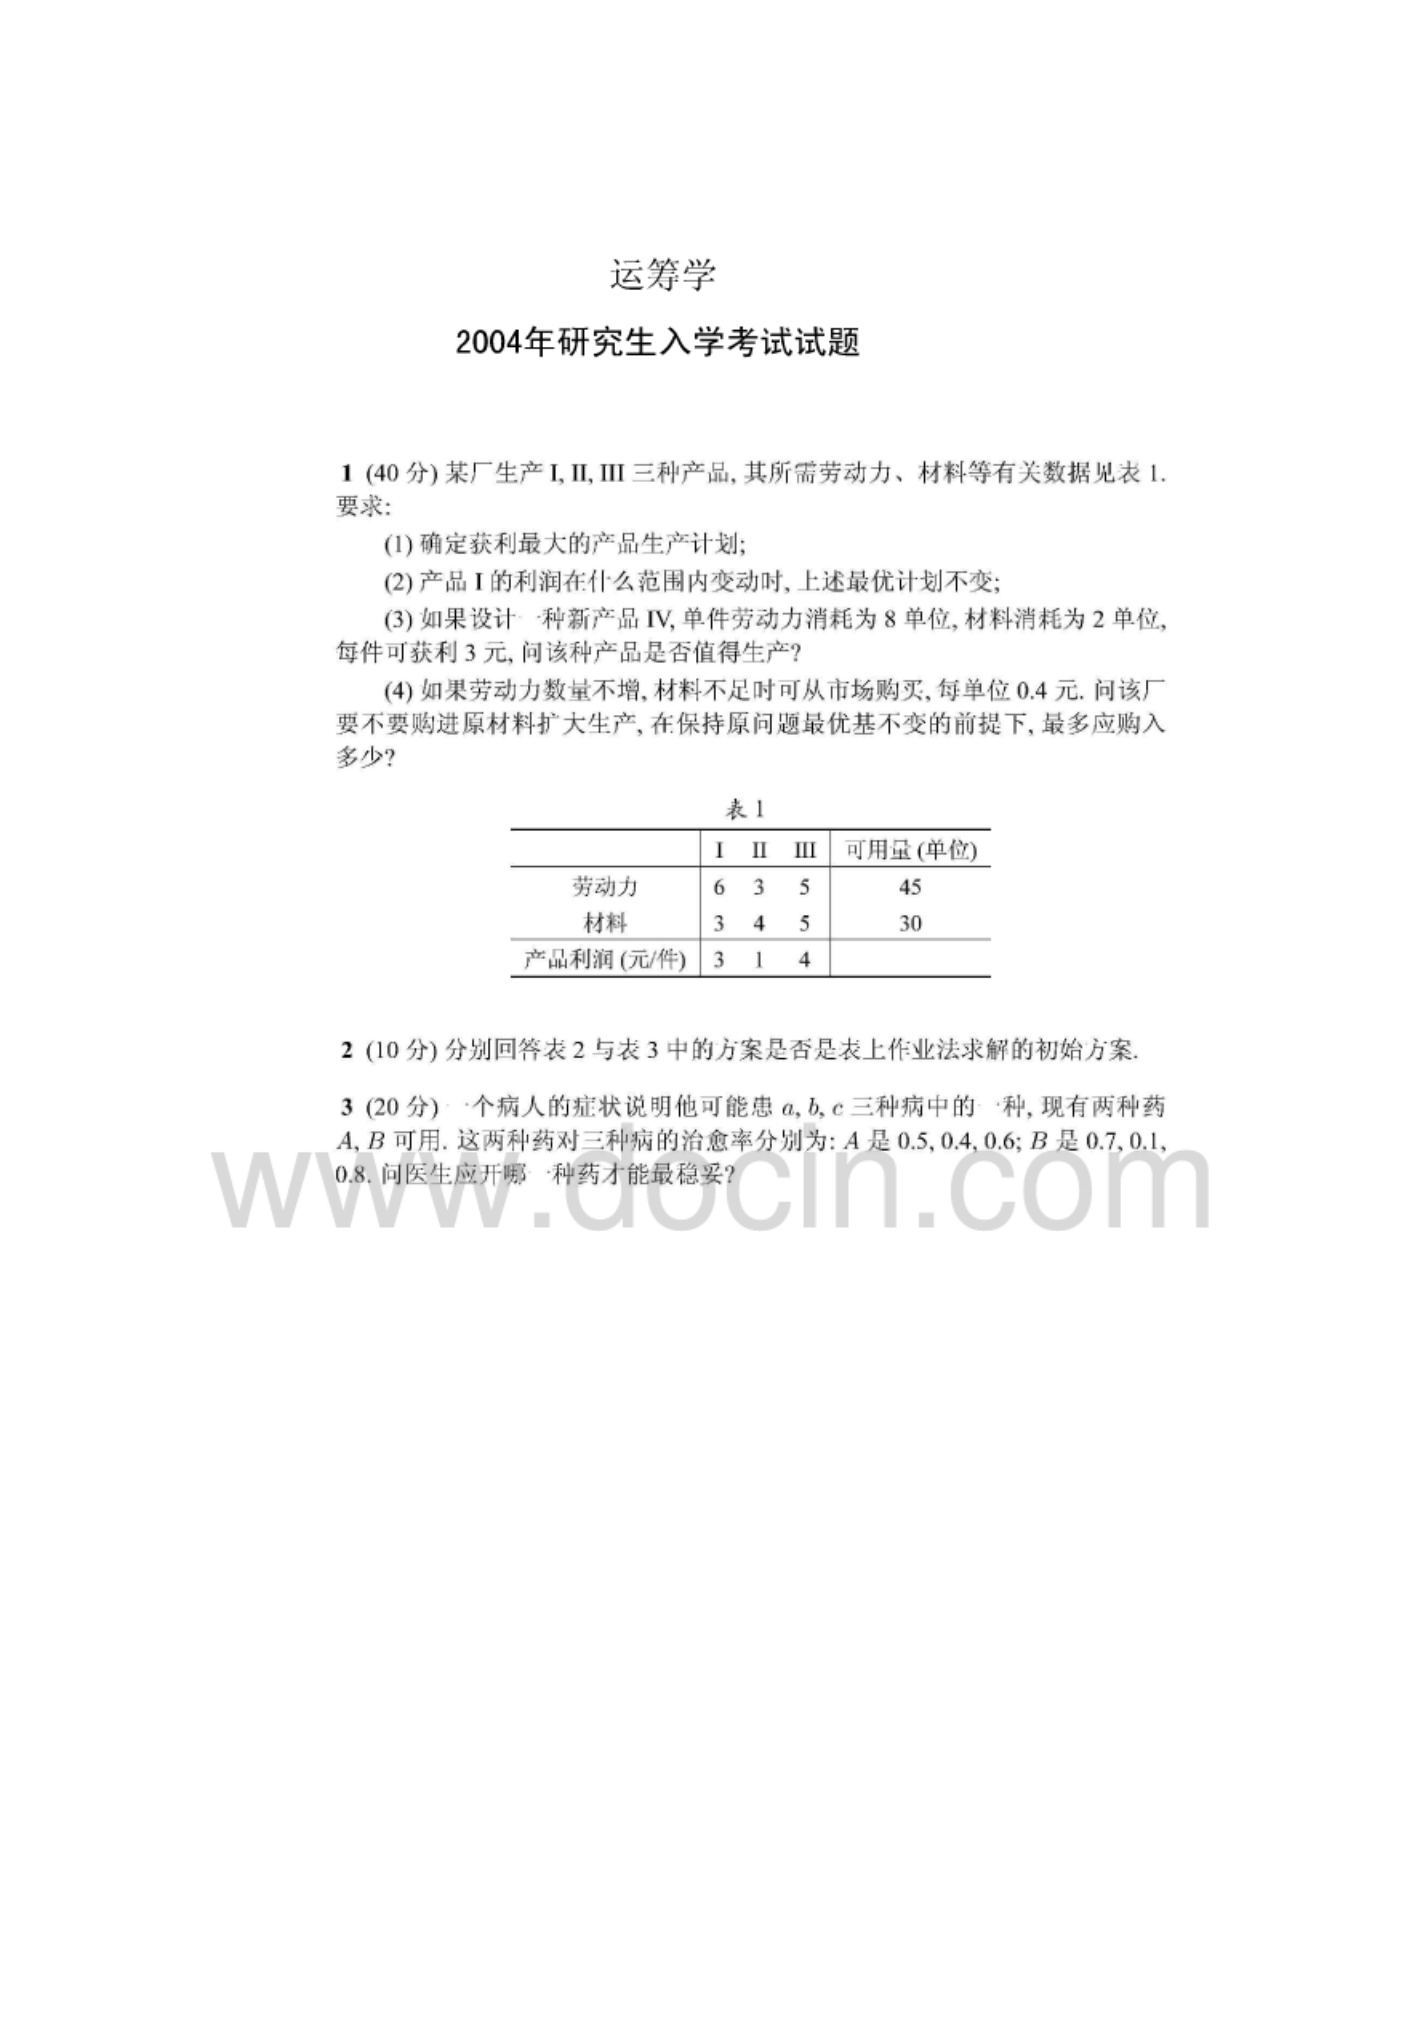 运筹学
2004年研究生入学考试试题
1 (40 分) 某厂生产 I, II, III 三种产品, 其所需劳动力、材料等有关数据见表 1.
要求:
(1) 确定获利最大的产品生产计划;
(2) 产品 I 的利润在什么范围内变动时, 上述最优计划不变;
(3) 如果设计一种新产品 IV, 单件劳动力消耗为 8 单位, 材料消耗为 2 单位,
每件可获利 3 元, 问该种产品是否值得生产?
(4) 如果劳动力数量不增, 材料不足时可从市场购买, 每单位 0.4 元. 问该厂
要不要购进原材料扩大生产, 在保持原问题最优基不变的前提下, 最多应购入
多少?
表 1
I II III 可用量 (单位)
劳动力 6 3 5 45
材料 3 4 5 30
产品利润 (元/件) 3 1 4
2 (10 分) 分别回答表 2 与表 3 中的方案是否是表上作业法求解的初始方案.
3 (20 分) 一个病人的症状说明他可能患 a, b, c 三种病中的一种, 现有两种药
A, B 可用. 这两种药对三种病的治愈率分别为: A 是 0.5, 0.4, 0.6; B 是 0.7, 0.1,
0.8. 问医生应开哪一种药才能最稳妥?
www.docin.com